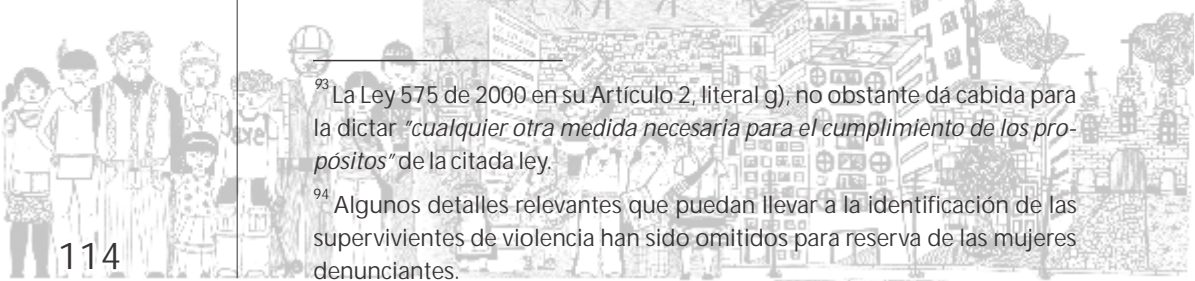 93 La Ley 575 de 2000 en su Artículo 2, literal g), no obstante dá cabida para
la dictar "cualquier otra medida necesaria para el cumplimiento de los pro-
pósitos" de la citada ley.
94 Algunos detalles relevantes que puedan llevar a la identificación de las
supervivientes de violencia han sido omitidos para reserva de las mujeres
denunciantes.
114